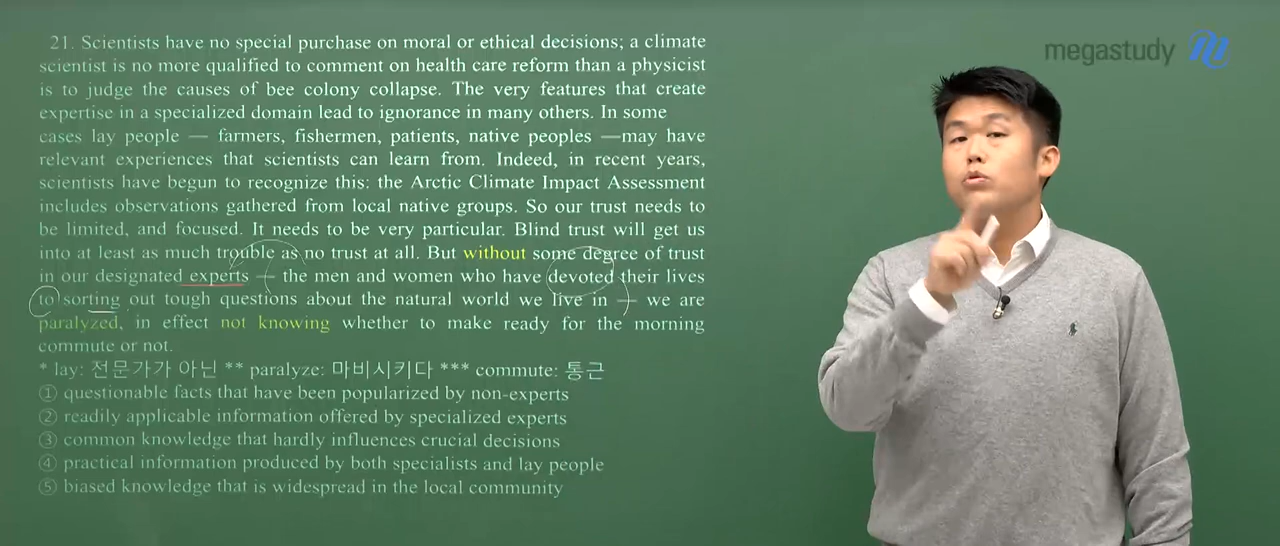 21. Scientists have no special purchase on moral or ethical decisions; a climate
scientist is no more qualified to comment on health care reform than a physicist
is to judge the causes of bee colony collapse. The very features that create
expertise in a specialized domain lead to ignorance in many others. In some
cases lay people — farmers, fishermen, patients, native peoples —may have
relevant experiences that scientists can learn from. Indeed, in recent years,
scientists have begun to recognize this: the Arctic Climate Impact Assessment
includes observations gathered from local native groups. So our trust needs to
be limited, and focused. It needs to be very particular. Blind trust will get us
into at least as much trouble as no trust at all. But without some degree of trust
in our designated experts — the men and women who have devoted their lives
to sorting out tough questions about the natural world we live in — we are
paralyzed, in effect not knowing whether to make ready for the morning
commute or not.
* lay: 전문가가 아닌 ** paralyze: 마비시키다 *** commute: 통근
① questionable facts that have been popularized by non-experts
② readily applicable information offered by specialized experts
③ common knowledge that hardly influences crucial decisions
④ practical information produced by both specialists and lay people
⑤ biased knowledge that is widespread in the local community
megastudy